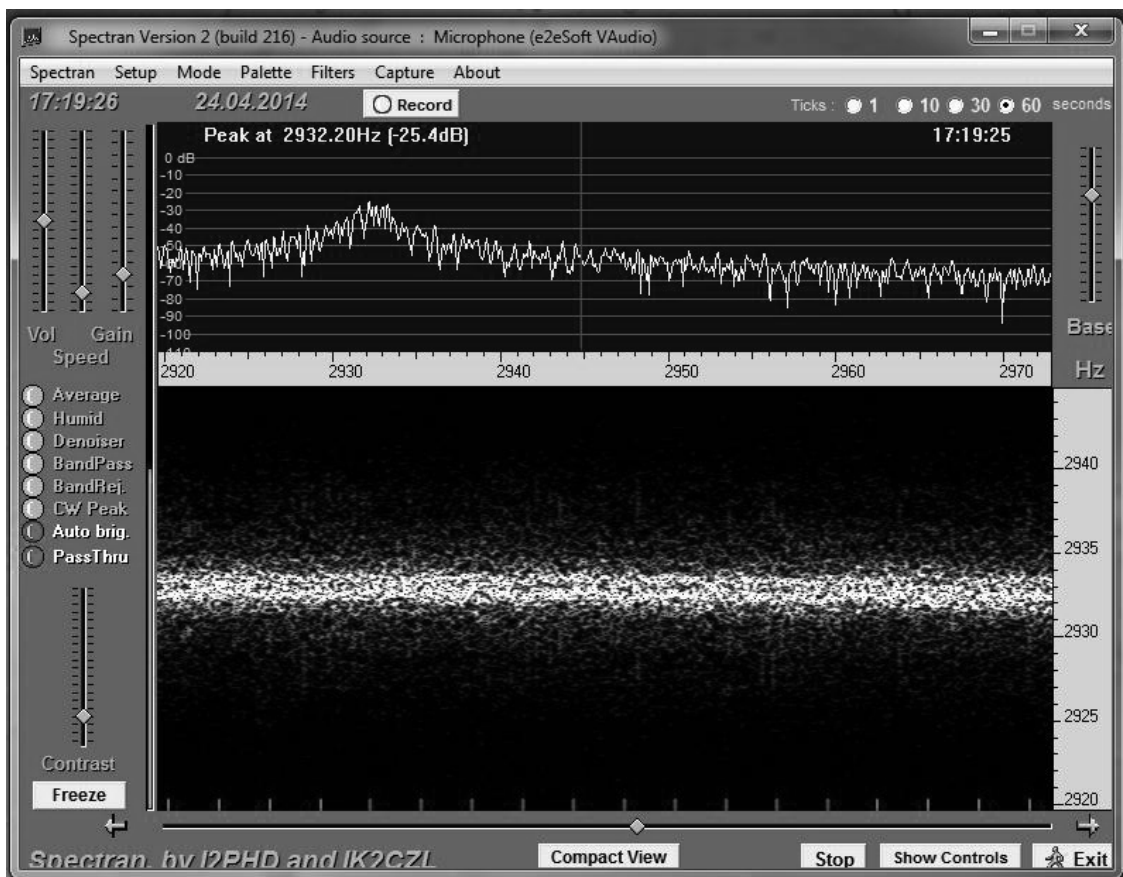 Spectran Version 2 (build 216) - Audio source : Microphone (e2eSoft VAudio)
Spectran Setup Mode Palette Filters Capture About
17:19:26 24.04.2014 Record Ticks : 1 10 30 60 seconds
Peak at 2932.20Hz (-25.4dB) 17:19:25
0 dB
-10
-20
-30
-40
-50
-60
-70
-80
-90
-100
-110
Vol Gain
Speed
Base
2920 2930 2940 2950 2960 2970 Hz
Average
Humid
Denoiser
BandPass
BandRej.
CW Peak
Auto brig.
PassThru
2940
2935
2930
2925
2920
Contrast
Freeze
Spectran, by I2PHD and IK2CZL Compact View Stop Show Controls Exit